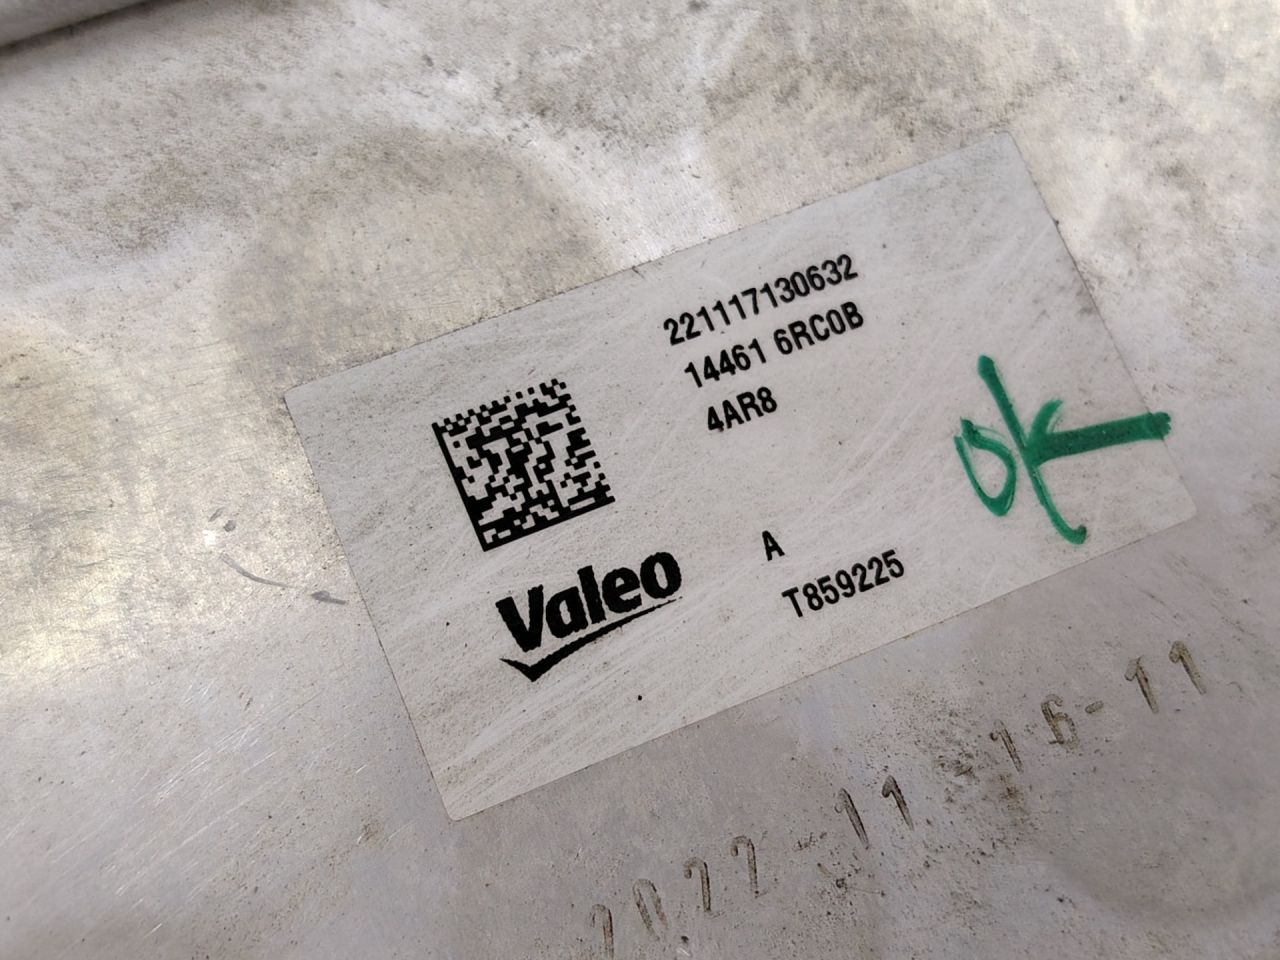 221117130632
14461 6RC0B
4AR8
ok
Valeo
A
T859225
2022-11-16-11